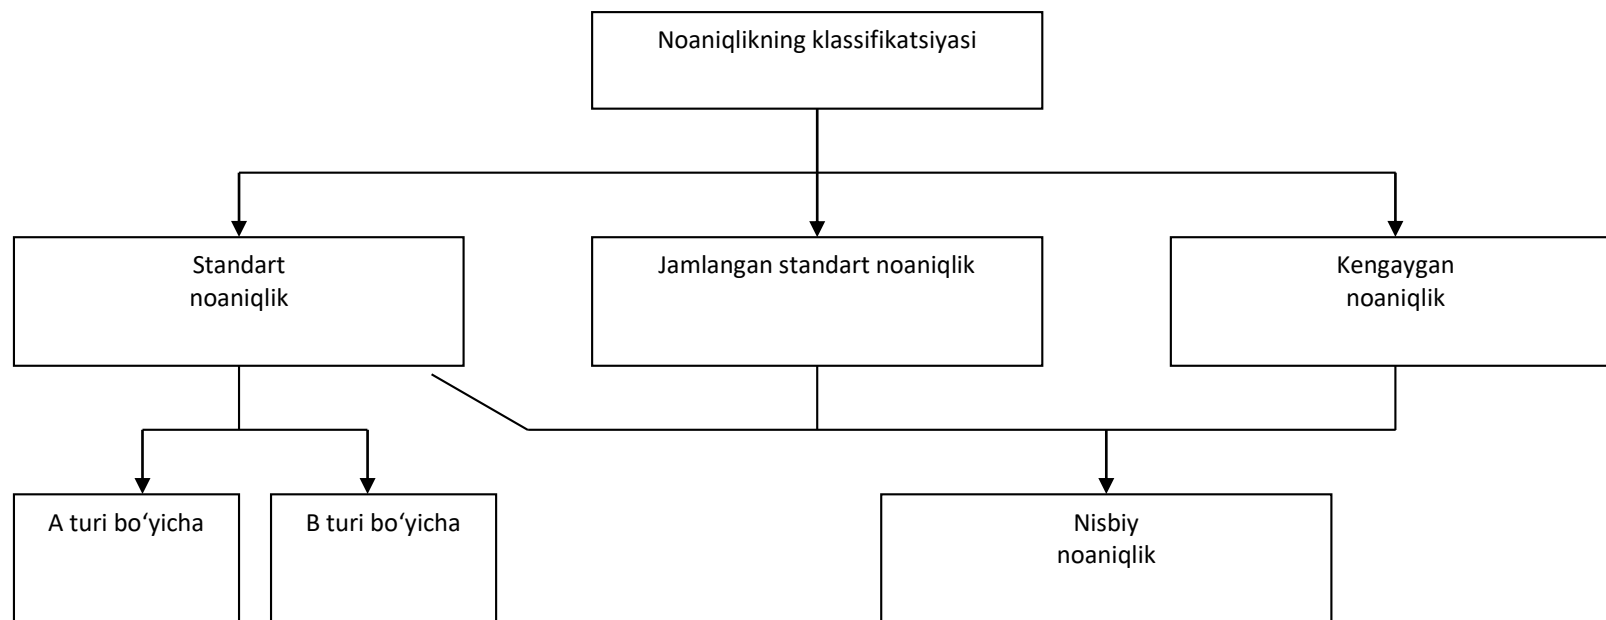 Noaniqlikning klassifikatsiyasi
Standart
noaniqlik
Jamlangan standart noaniqlik
Kengaygan
noaniqlik
A turi bo‘yicha
B turi bo‘yicha
Nisbiy
noaniqlik